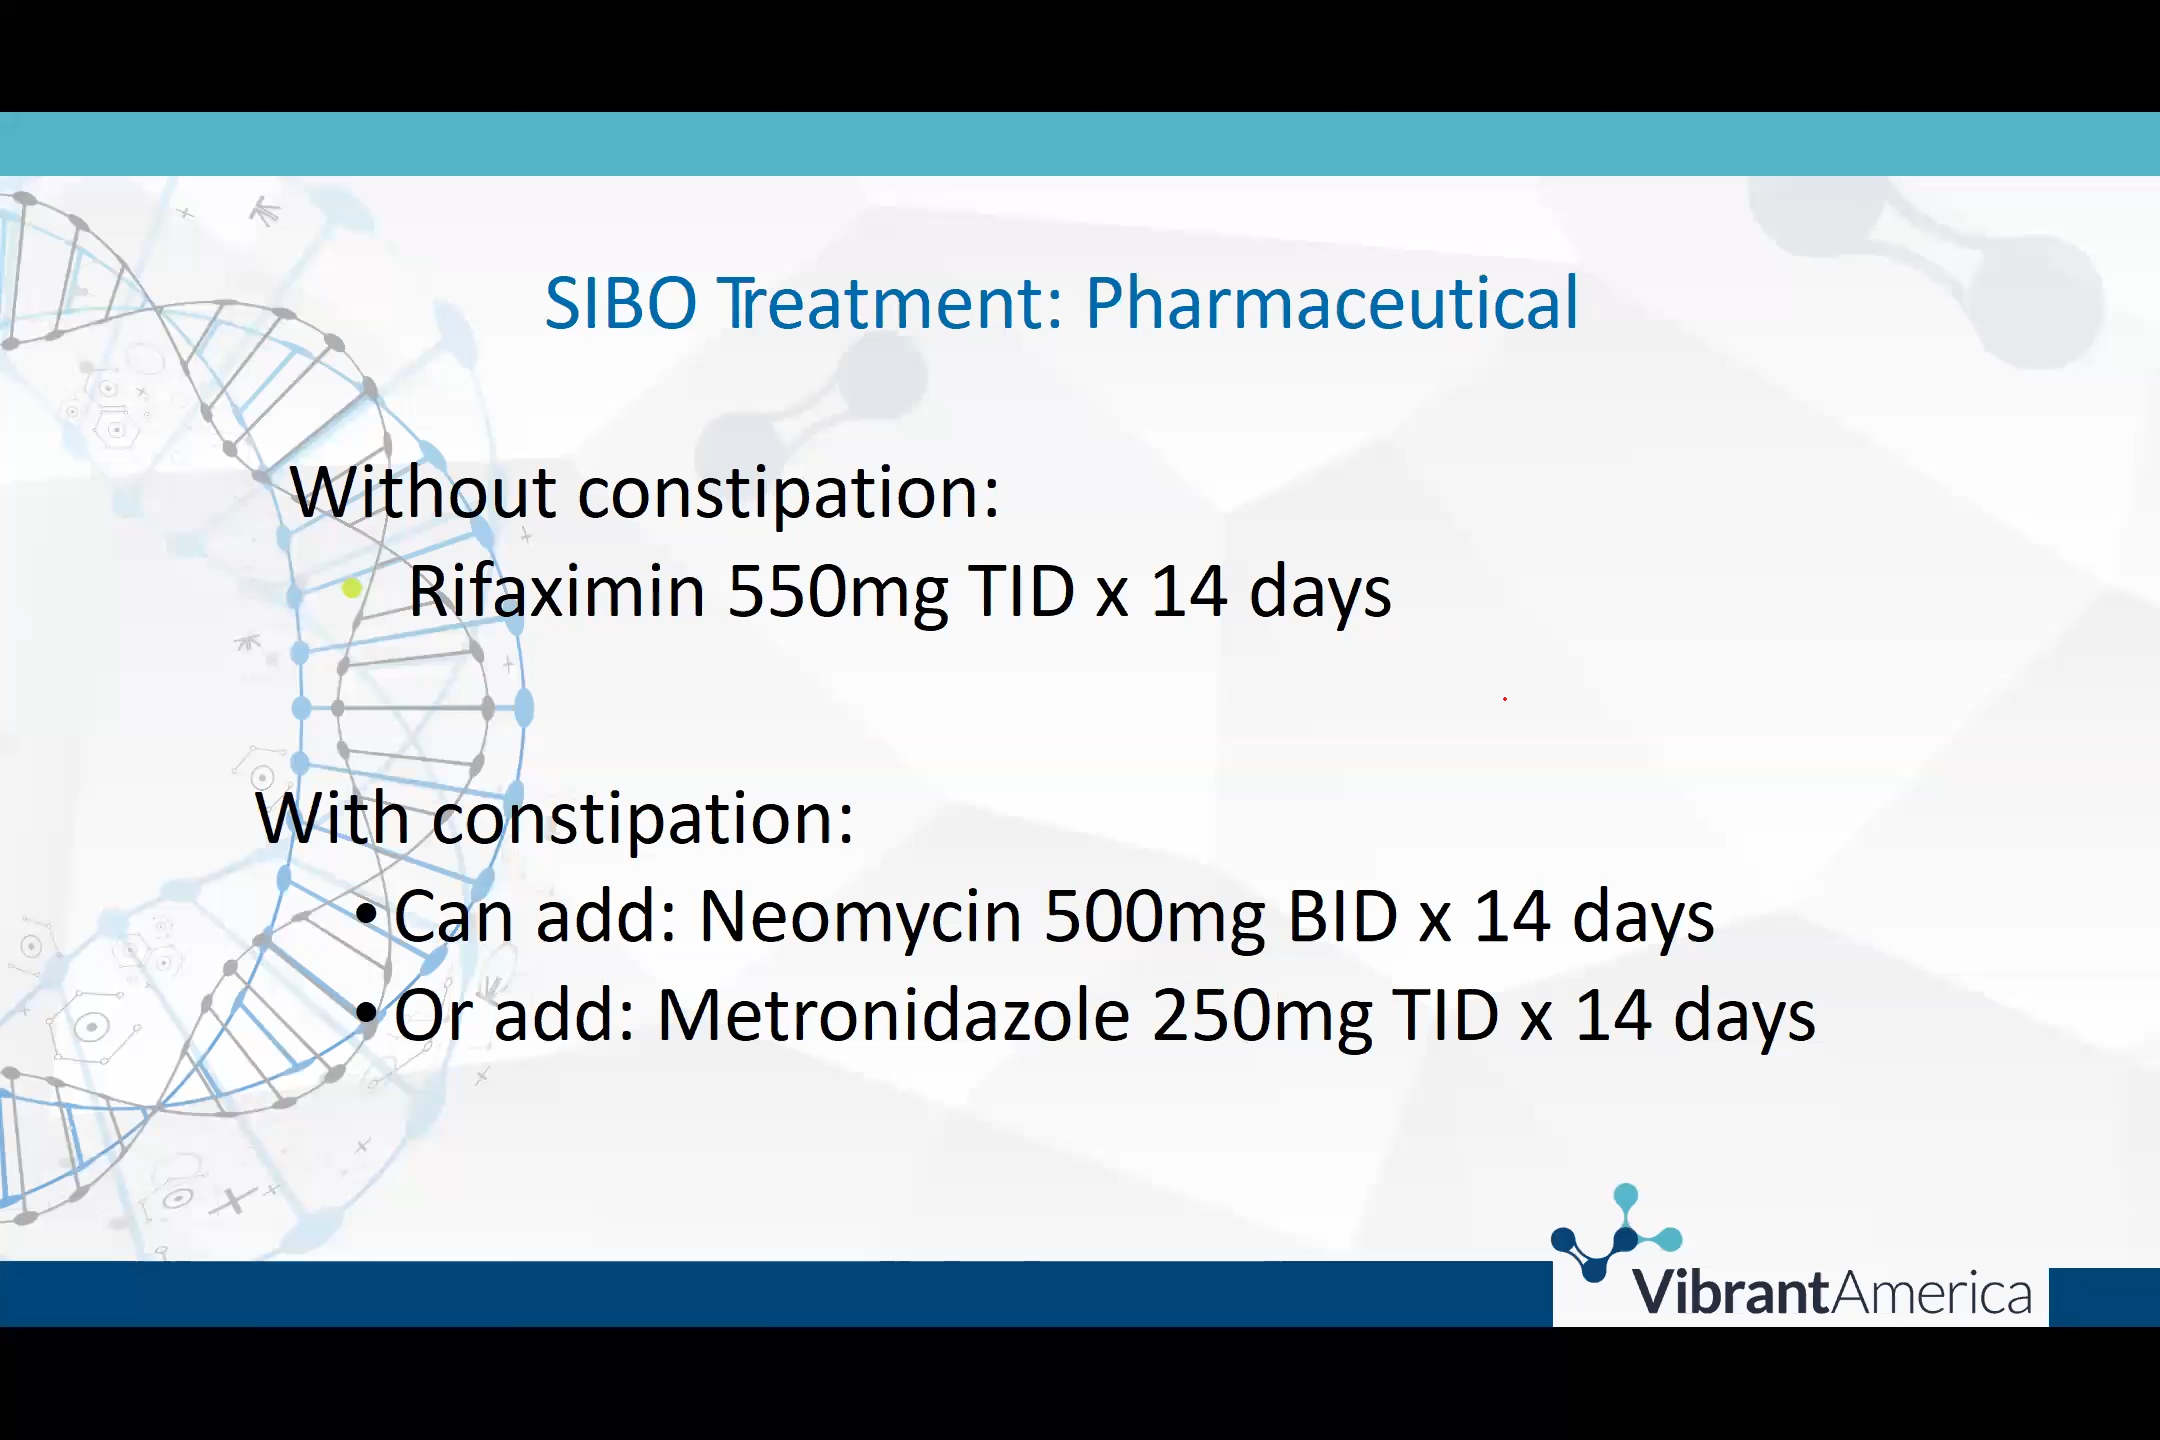 SIBO Treatment: Pharmaceutical
Without constipation:
Rifaximin 550mg TID x 14 days
With constipation:
• Can add: Neomycin 500mg BID x 14 days
• Or add: Metronidazole 250mg TID x 14 days
VibrantAmerica